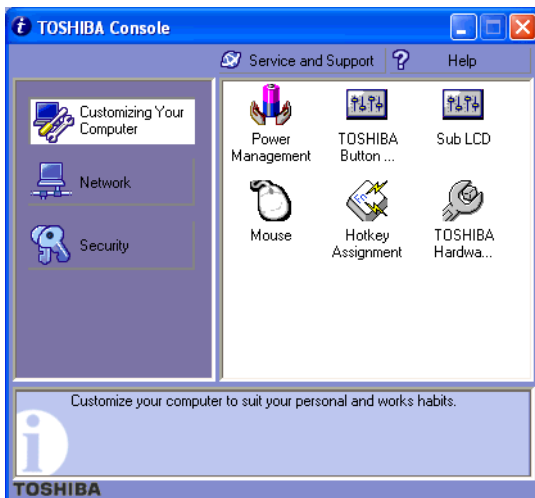 TOSHIBA Console
Service and Support
?
Help
Customizing Your
Computer
Network
Security
Power
Management
TOSHIBA
Button ...
Sub LCD
Mouse
Fn
Hotkey
Assignment
TOSHIBA
Hardwa...
Customize your computer to suit your personal and works habits.
i
TOSHIBA